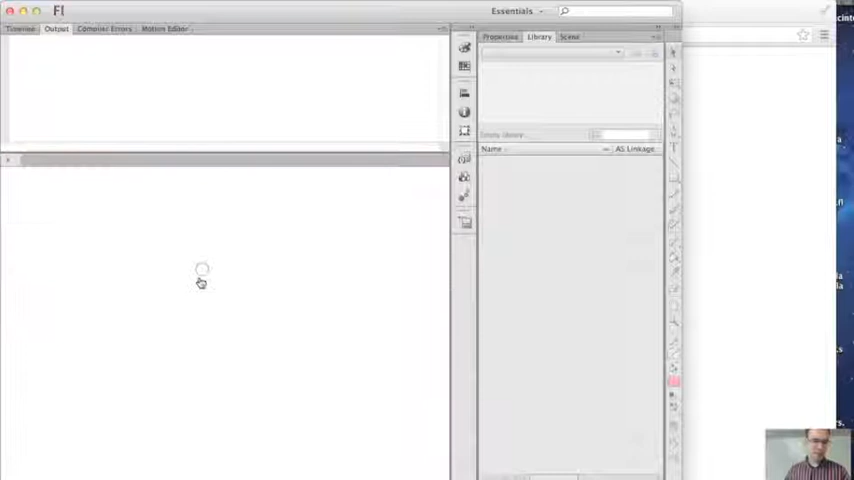 Fl Essentials
Timeline Output Compiler Errors Motion Editor
Properties Library Scene
Empty Library
Name AS Linkage